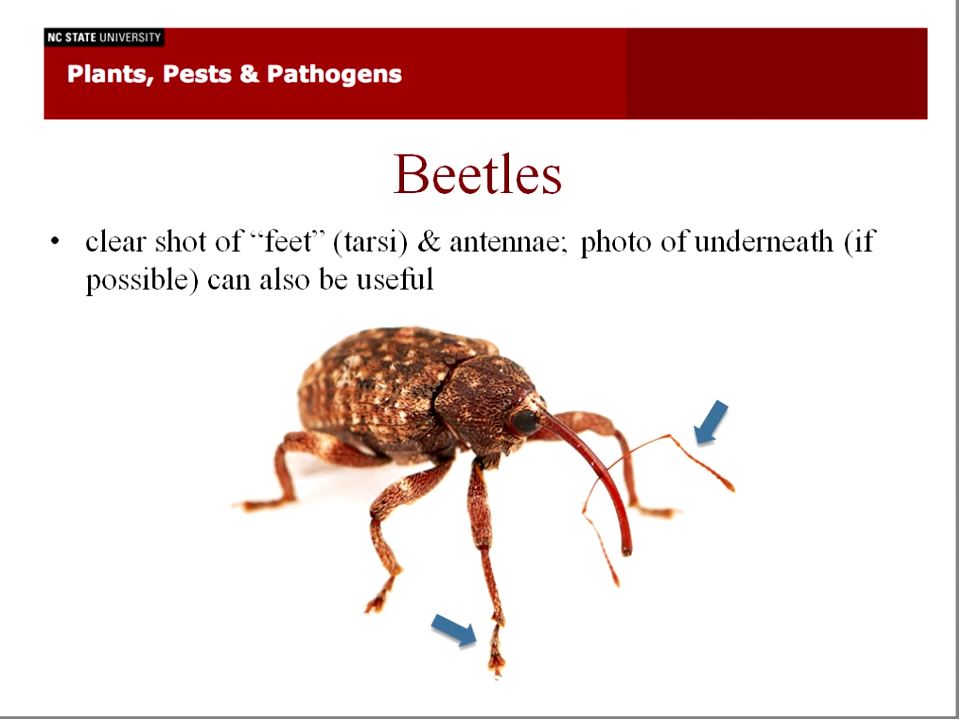 NC STATE UNIVERSITY
Plants, Pests & Pathogens
Beetles
• clear shot of “feet” (tarsi) & antennae; photo of underneath (if
possible) can also be useful